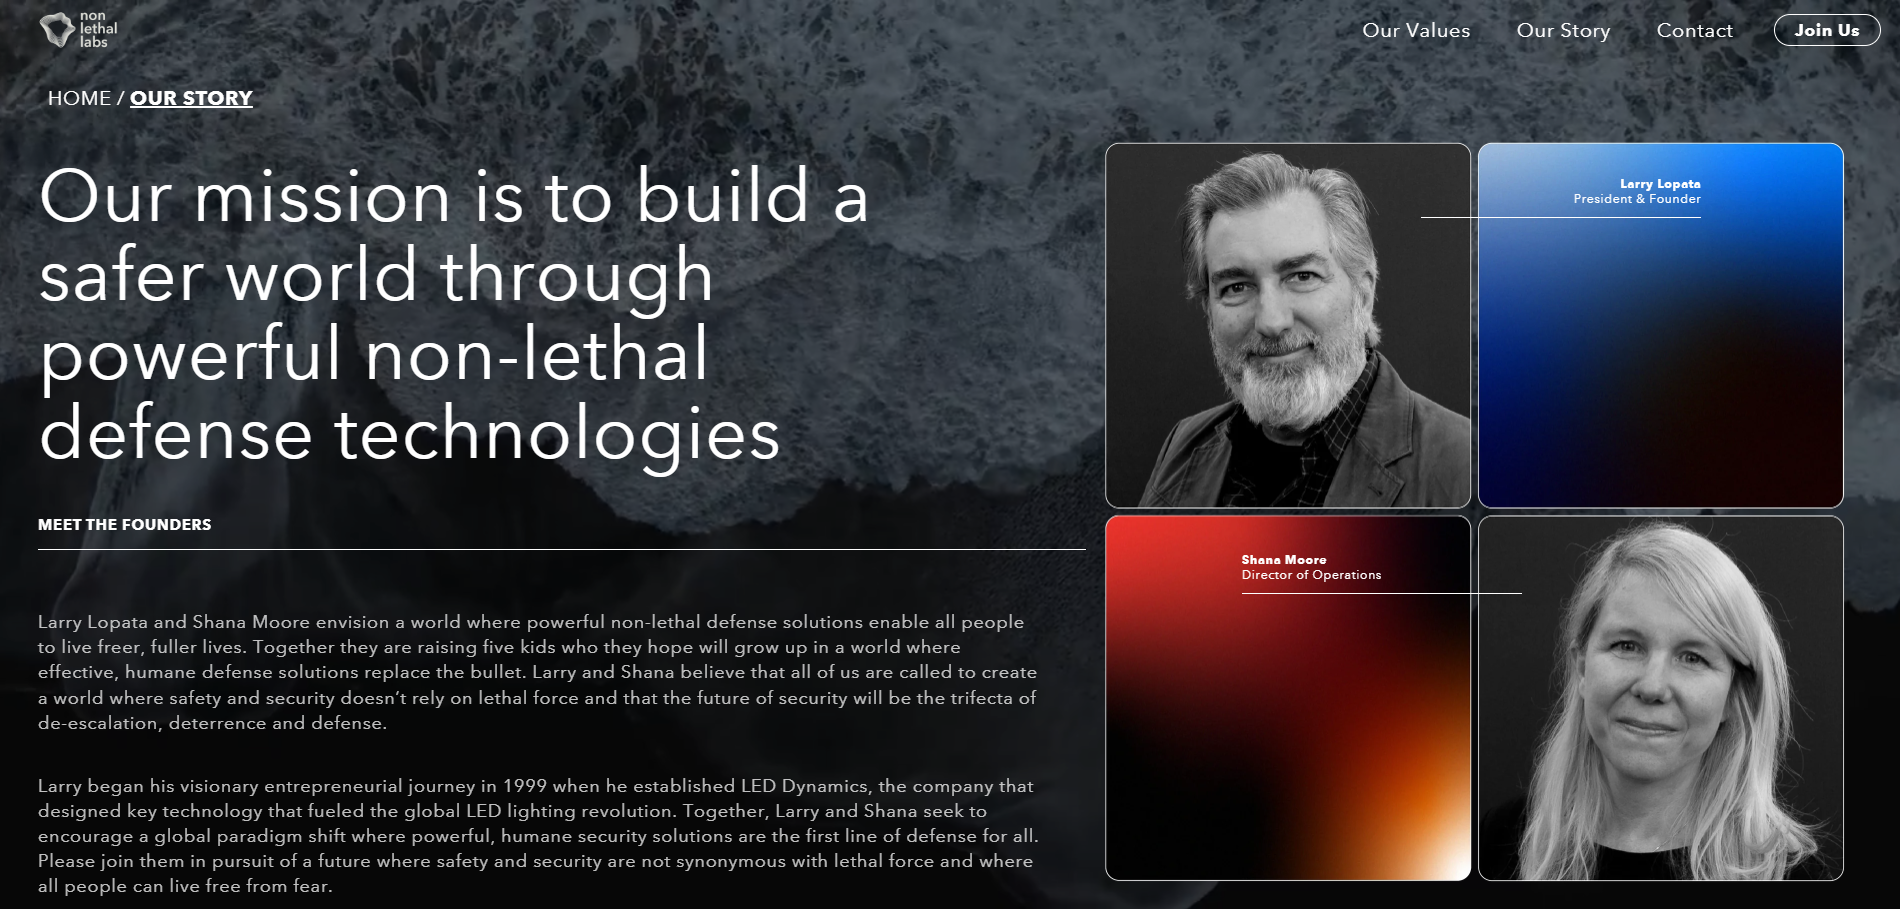 non
lethal
labs
Our Values
Our Story
Contact
Join Us
HOME / OUR STORY
Our mission is to build a
safer world through
powerful non-lethal
defense technologies
MEET THE FOUNDERS
Larry Lopata and Shana Moore envision a world where powerful non-lethal defense solutions enable all people
to live freer, fuller lives. Together they are raising five kids who they hope will grow up in a world where
effective, humane defense solutions replace the bullet. Larry and Shana believe that all of us are called to create
a world where safety and security doesn’t rely on lethal force and that the future of security will be the trifecta of
de-escalation, deterrence and defense.
Larry began his visionary entrepreneurial journey in 1999 when he established LED Dynamics, the company that
designed key technology that fueled the global LED lighting revolution. Together, Larry and Shana seek to
encourage a global paradigm shift where powerful, humane security solutions are the first line of defense for all.
Please join them in pursuit of a future where safety and security are not synonymous with lethal force and where
all people can live free from fear.
Larry Lopata
President & Founder
Shana Moore
Director of Operations